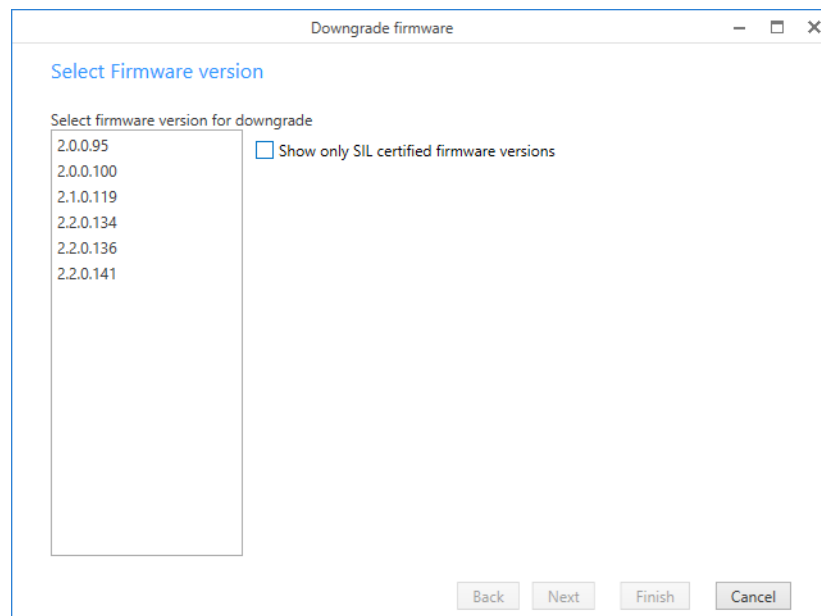 Downgrade firmware
Select Firmware version
Select firmware version for downgrade
2.0.0.95
Show only SIL certified firmware versions
2.0.0.100
2.1.0.119
2.2.0.134
2.2.0.136
2.2.0.141
Back Next Finish Cancel